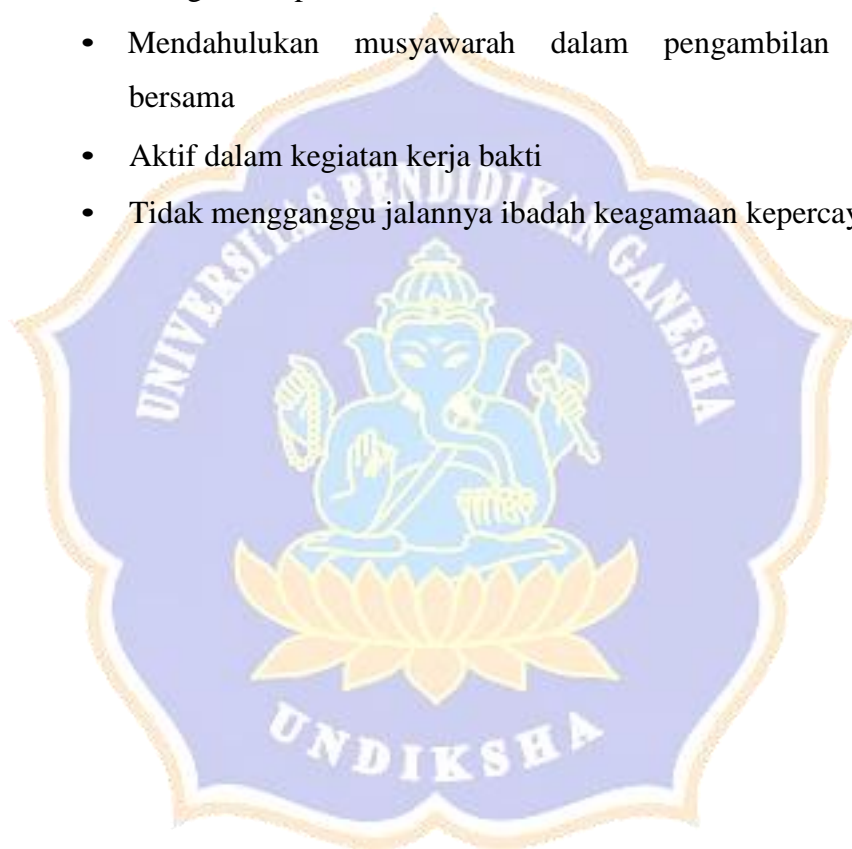 • Mendahulukan musyawarah dalam pengambilan
bersama
• Aktif dalam kegiatan kerja bakti
• Tidak mengganggu jalannya ibadah keagamaan
UNIVERSITAS PENDIDIKAN GANESHA
UNDIKSHA